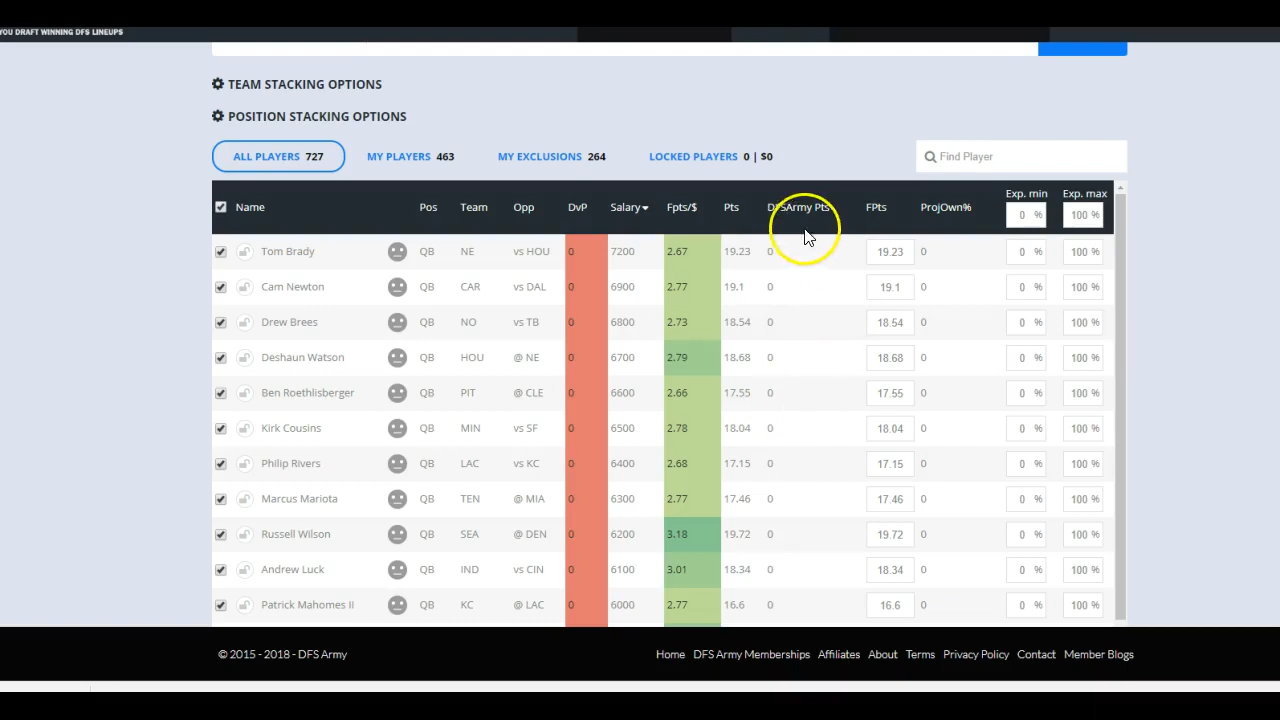 YOU DRAFT WINNING DFS LINEUPS
TEAM STACKING OPTIONS
POSITION STACKING OPTIONS
ALL PLAYERS 727 MY PLAYERS 463 MY EXCLUSIONS 264 LOCKED PLAYERS 0 | $0 Find Player
Exp. min Exp. max
Name Pos Team Opp DvP Salary Fpts/$ Pts DFSArmy Pts FPts ProjOwn% 0 % 100 %
Tom Brady QB NE vs HOU 0 7200 2.67 19.23 0 19.23 0 0 % 100 %
Cam Newton QB CAR vs DAL 0 6900 2.77 19.1 0 19.1 0 0 % 100 %
Drew Brees QB NO vs TB 0 6800 2.73 18.54 0 18.54 0 0 % 100 %
Deshaun Watson QB HOU @ NE 0 6700 2.79 18.68 0 18.68 0 0 % 100 %
Ben Roethlisberger QB PIT @ CLE 0 6600 2.66 17.55 0 17.55 0 0 % 100 %
Kirk Cousins QB MIN vs SF 0 6500 2.78 18.04 0 18.04 0 0 % 100 %
Philip Rivers QB LAC vs KC 0 6400 2.68 17.15 0 17.15 0 0 % 100 %
Marcus Mariota QB TEN @ MIA 0 6300 2.77 17.46 0 17.46 0 0 % 100 %
Russell Wilson QB SEA @ DEN 0 6200 3.18 19.72 0 19.72 0 0 % 100 %
Andrew Luck QB IND vs CIN 0 6100 3.01 18.34 0 18.34 0 0 % 100 %
Patrick Mahomes II QB KC @ LAC 0 6000 2.77 16.6 0 16.6 0 0 % 100 %
© 2015 - 2018 - DFS Army Home DFS Army Memberships Affiliates About Terms Privacy Policy Contact Member Blogs